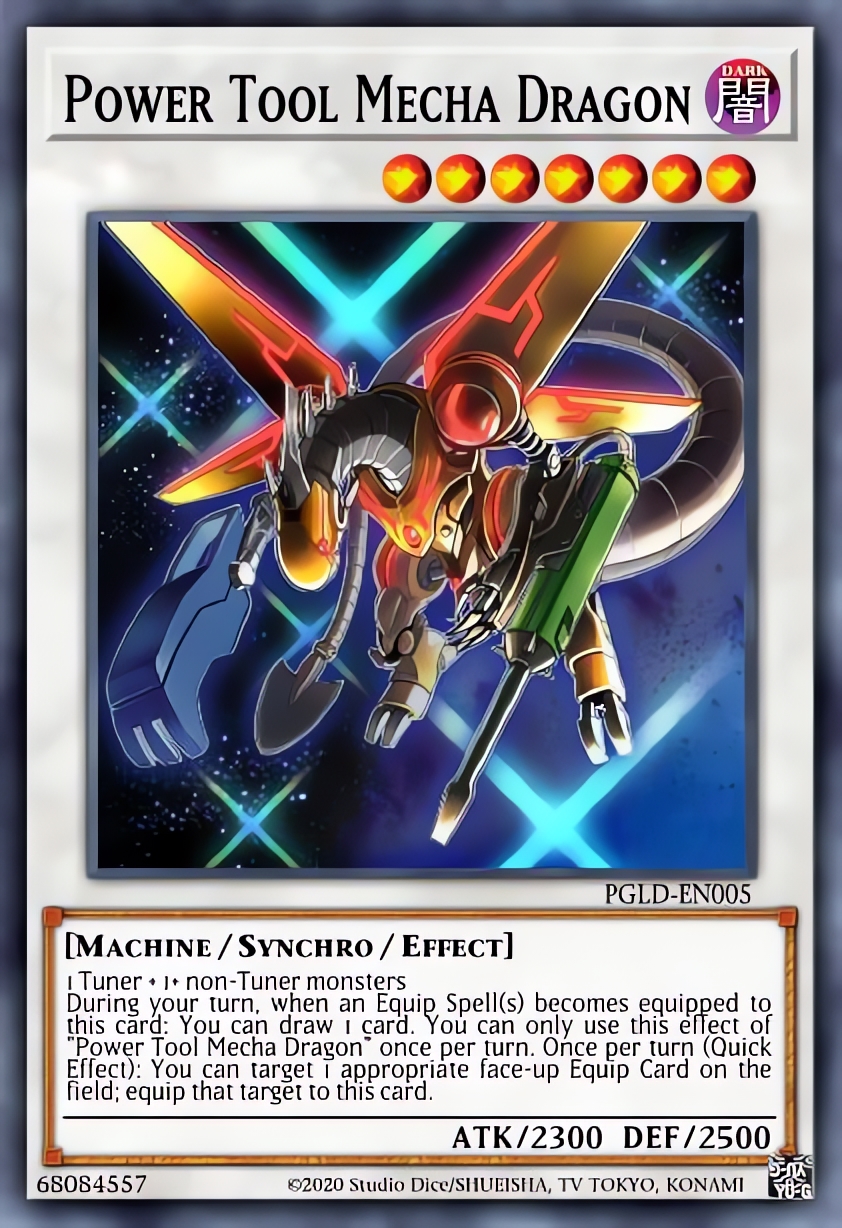 POWER TOOL MECHA DRAGON
DARK
闇
PGLD-EN005
[MACHINE / SYNCHRO / EFFECT]
1 Tuner + 1+ non-Tuner monsters
During your turn, when an Equip Spell(s) becomes equipped to
this card: You can draw 1 card. You can only use this effect of
"Power Tool Mecha Dragon" once per turn. Once per turn (Quick
Effect): You can target 1 appropriate face-up Equip Card on the
field; equip that target to this card.
ATK/2300 DEF/2500
68084557
©2020 Studio Dice/SHUEISHA, TV TOKYO, KONAMI